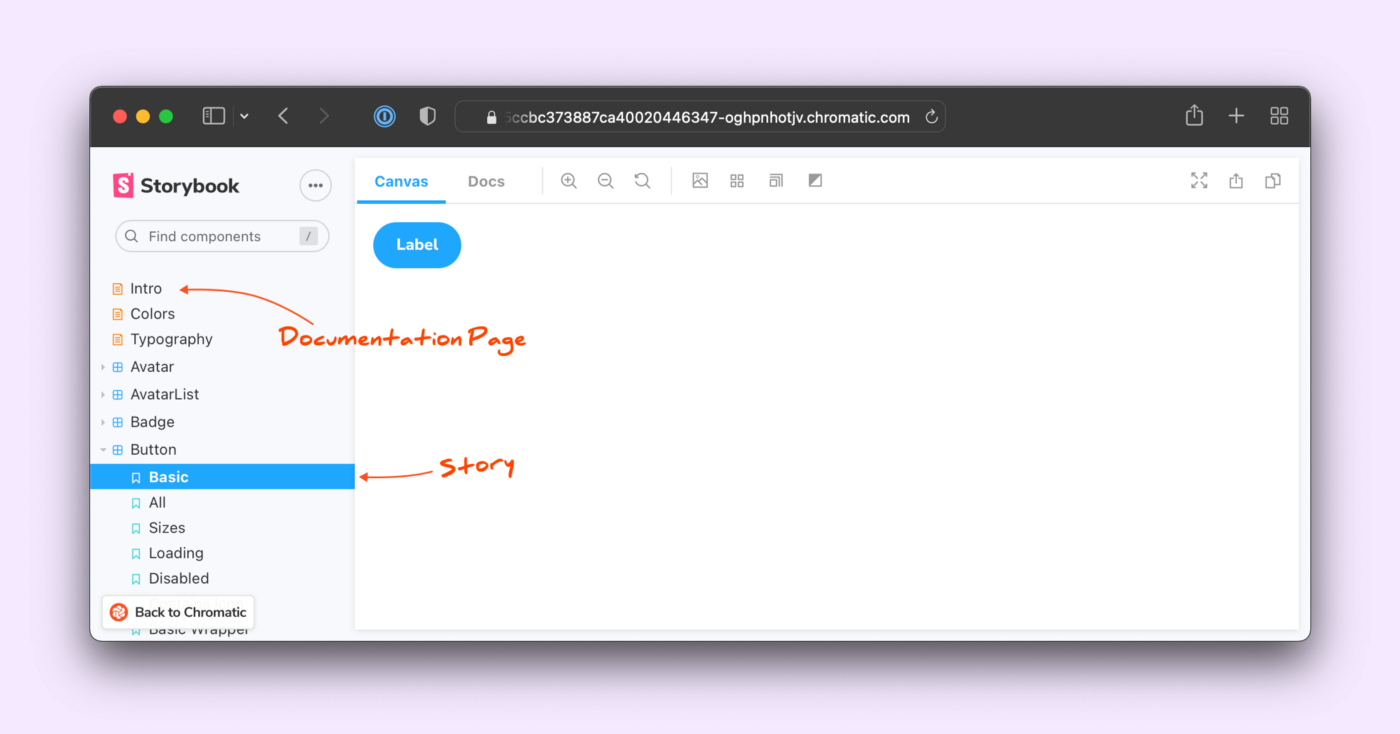 ccbc373887ca40020446347-oghpnhotjv.chromatic.com
Storybook
Canvas Docs
Find components /
Label
Intro
Colors
Typography
Documentation Page
Avatar
AvatarList
Badge
Button
Basic
Story
All
Sizes
Loading
Disabled
Back to Chromatic
Basic Wrapper